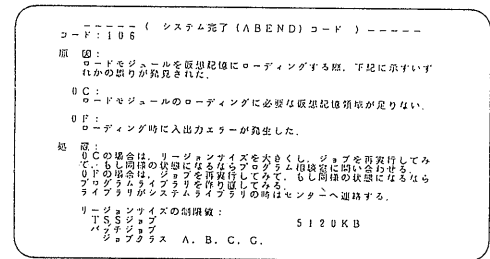 ----- ( システム完了 (ABEND) コード ) -----
コード:106
原 因:
ロードモジュールを仮想記憶にローディングする際、下記に示すいずれかの誤りが発見された.
0C:
ロードモジュールのローディングに必要な仮想記憶領域が足りない.
0F:
ローディング時に入出力エラーが発生した.
処 置:
0Cの場合は、リージョンサイズを大きくし、ジョブを再実行してみて、もし同様の状態になるならプログラム相談室に問い合わせる.
0Fの場合は、ジョブを再実行してみて、もし同様の状態になるならプログラムライブラリを作り直してみる.
ライブラリがシステムライブラリの時はセンターへ連絡する.
リージョンサイズの制限値:
TSSジョブ 5120KB
バッチジョブ
ジョブクラス A, B, C, G,